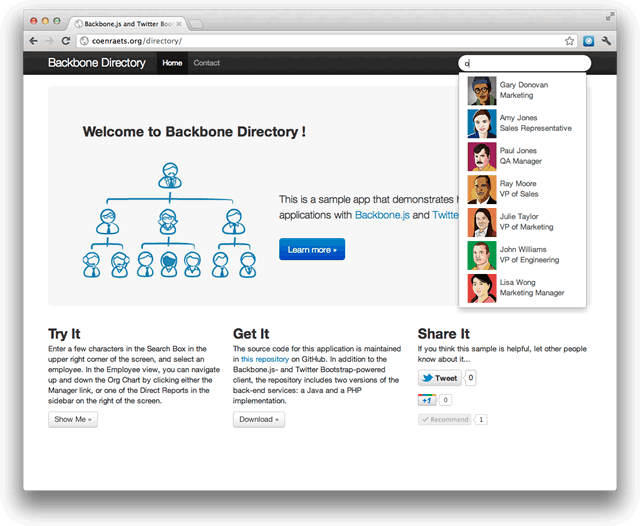 Backbone.js and Twitter Boo
coenraets.org/directory/
Backbone Directory
Home
Contact
o
Gary Donovan
Marketing
Amy Jones
Sales Representative
Paul Jones
QA Manager
Ray Moore
VP of Sales
Julie Taylor
VP of Marketing
John Williams
VP of Engineering
Lisa Wong
Marketing Manager
Welcome to Backbone Directory !
This is a sample app that demonstrates
applications with Backbone.js and Twitte
Learn more »
Try It
Enter a few characters in the Search Box in the
upper right corner of the screen, and select an
employee. In the Employee view, you can navigate
up and down the Org Chart by clicking either the
Manager link, or one of the Direct Reports in the
sidebar on the right of the screen.
Show Me »
Get It
The source code for this application is maintained
in this repository on GitHub. In addition to the
Backbone.js- and Twitter Bootstrap-powered
client, the repository includes two versions of the
back-end services: a Java and a PHP
implementation.
Download »
Share It
If you think this sample is helpful, let other people
know about it...
Tweet 0
+1 0
Recommend 1